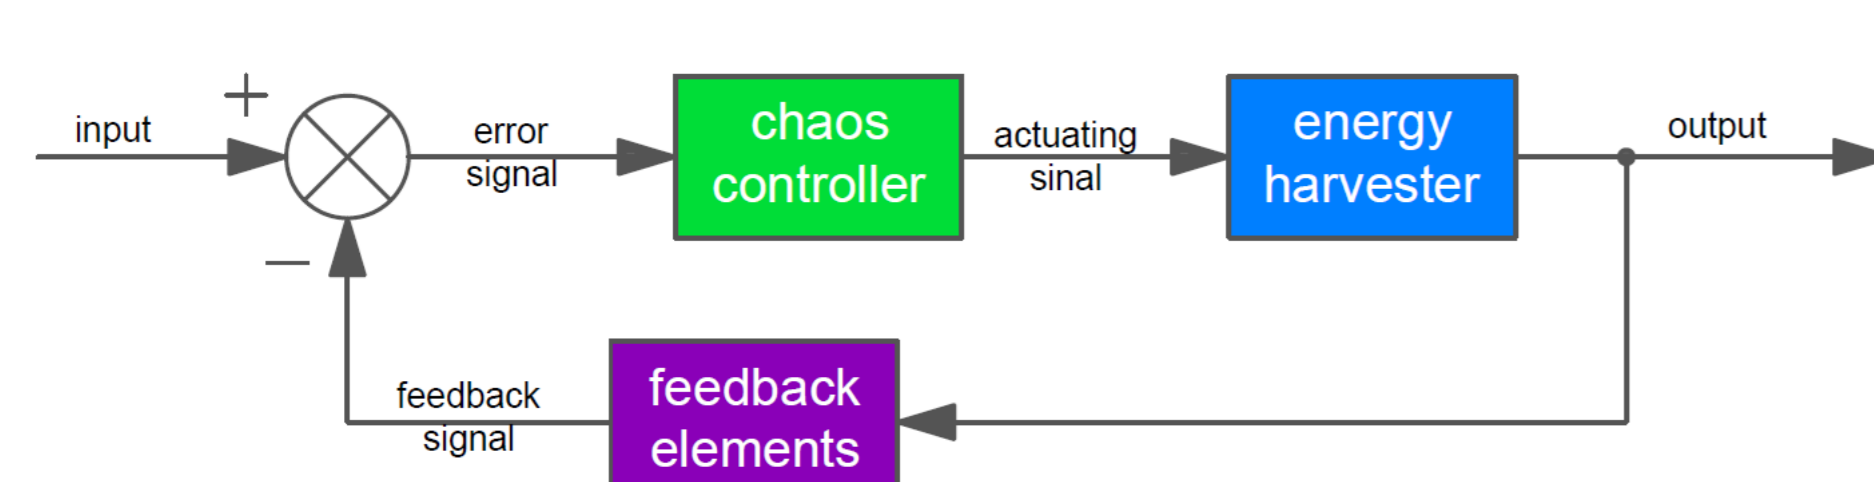 +
input
error
signal
chaos
controller
actuating
sinal
energy
harvester
output
—
feedback
signal
feedback
elements